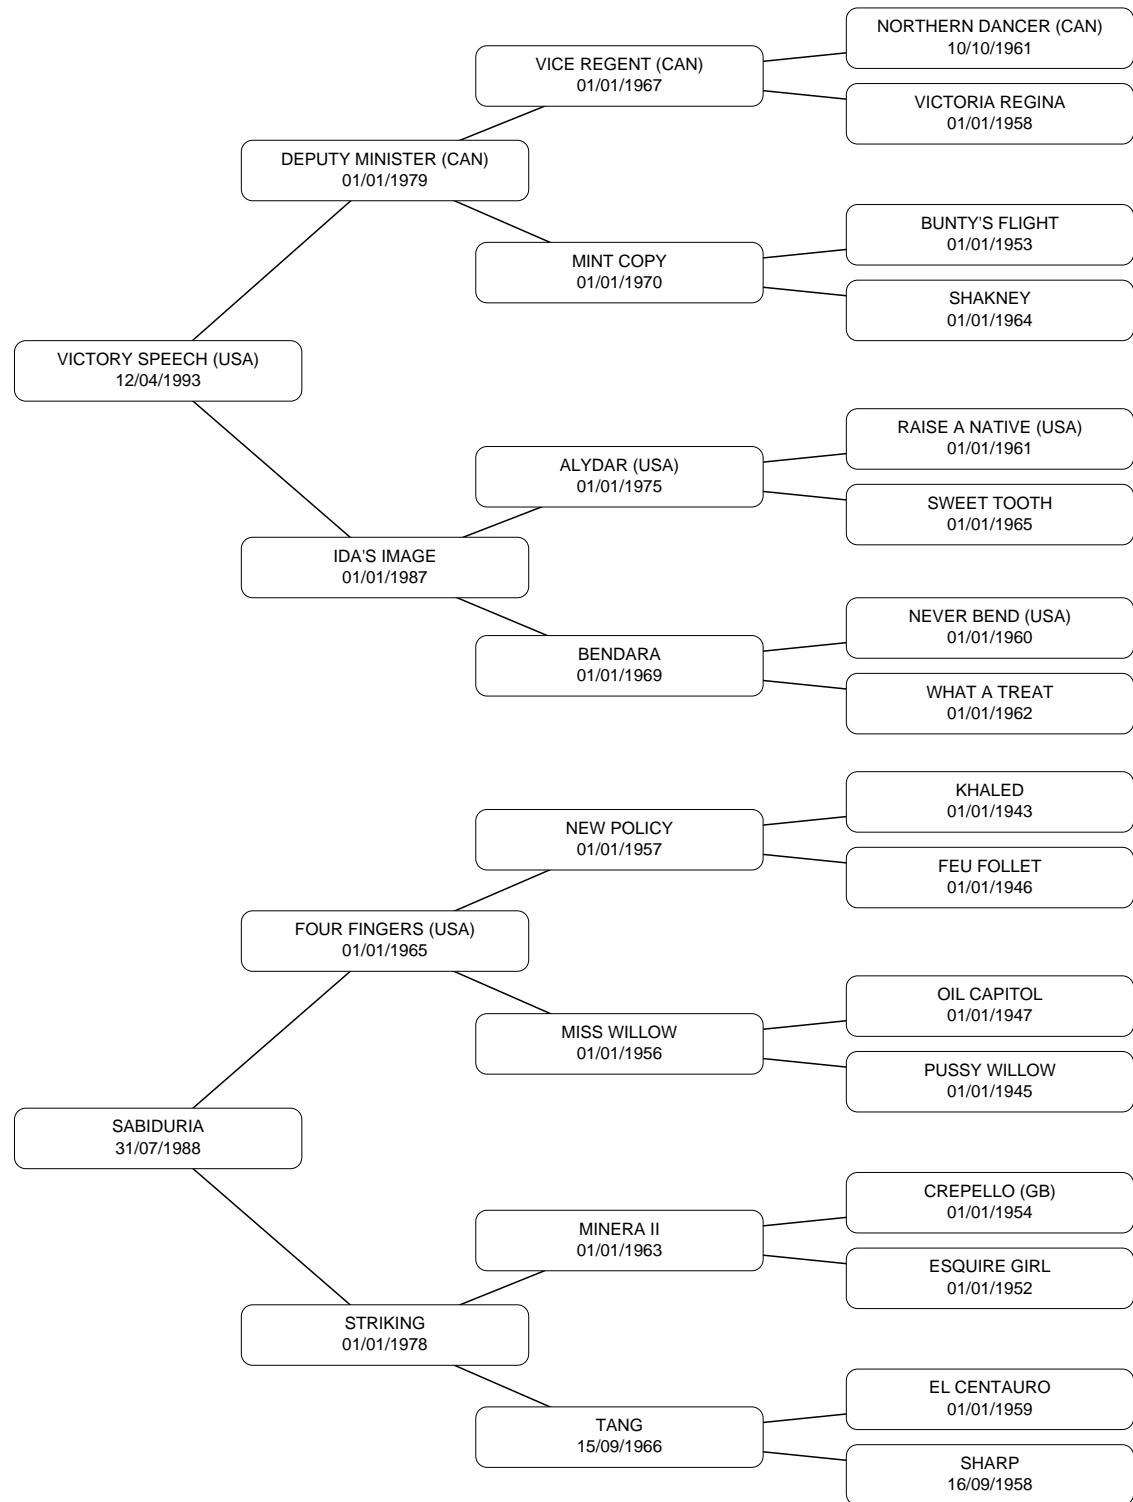 NORTHERN DANCER (CAN)
10/10/1961
VICE REGENT (CAN)
01/01/1967
VICTORIA REGINA
01/01/1958
DEPUTY MINISTER (CAN)
01/01/1979
BUNTY'S FLIGHT
01/01/1953
MINT COPY
01/01/1970
SHAKNEY
01/01/1964
VICTORY SPEECH (USA)
12/04/1993
RAISE A NATIVE (USA)
01/01/1961
ALYDAR (USA)
01/01/1975
SWEET TOOTH
01/01/1965
IDA'S IMAGE
01/01/1987
NEVER BEND (USA)
01/01/1960
BENDARA
01/01/1969
WHAT A TREAT
01/01/1962
KHALED
01/01/1943
NEW POLICY
01/01/1957
FEU FOLLET
01/01/1946
FOUR FINGERS (USA)
01/01/1965
OIL CAPITOL
01/01/1947
MISS WILLOW
01/01/1956
PUSSY WILLOW
01/01/1945
SABIDURIA
31/07/1988
CREPELLO (GB)
01/01/1954
MINERA II
01/01/1963
ESQUIRE GIRL
01/01/1952
STRIKING
01/01/1978
EL CENTAURO
01/01/1959
TANG
15/09/1966
SHARP
16/09/1958